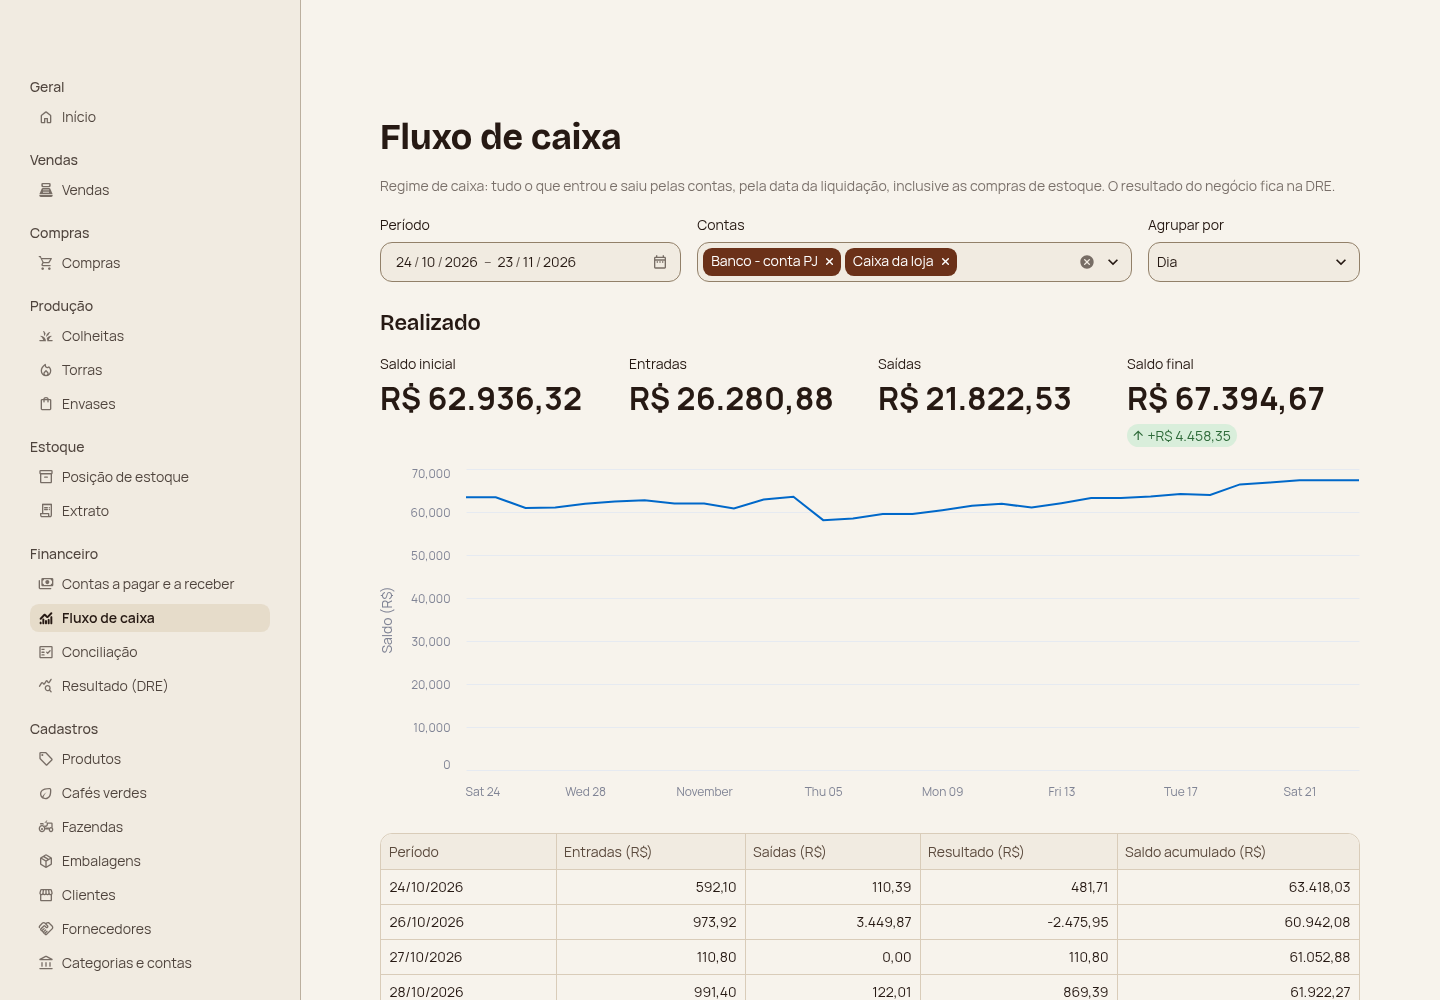 Geral
Início
Vendas
Vendas
Compras
Compras
Produção
Colheitas
Torras
Envases
Estoque
Posição de estoque
Extrato
Financeiro
Contas a pagar e a receber
Fluxo de caixa
Conciliação
Resultado (DRE)
Cadastros
Produtos
Cafés verdes
Fazendas
Embalagens
Clientes
Fornecedores
Categorias e contas
Fluxo de caixa
Regime de caixa: tudo o que entrou e saiu pelas contas, pela data da liquidação, inclusive as compras de estoque. O resultado do negócio fica na DRE.
Período Contas Agrupar por
24 / 10 / 2026 – 23 / 11 / 2026 Banco - conta PJ Caixa da loja Dia
Realizado
Saldo inicial Entradas Saídas Saldo final
R$ 62.936,32 R$ 26.280,88 R$ 21.822,53 R$ 67.394,67
+R$ 4.458,35
70,000
60,000
50,000
40,000
30,000
20,000
10,000
0
Saldo (R$)
Sat 24 Wed 28 November Thu 05 Mon 09 Fri 13 Tue 17 Sat 21
Período Entradas (R$) Saídas (R$) Resultado (R$) Saldo acumulado (R$)
24/10/2026 592,10 110,39 481,71 63.418,03
26/10/2026 973,92 3.449,87 -2.475,95 60.942,08
27/10/2026 110,80 0,00 110,80 61.052,88
28/10/2026 991,40 122,01 869,39 61.922,27